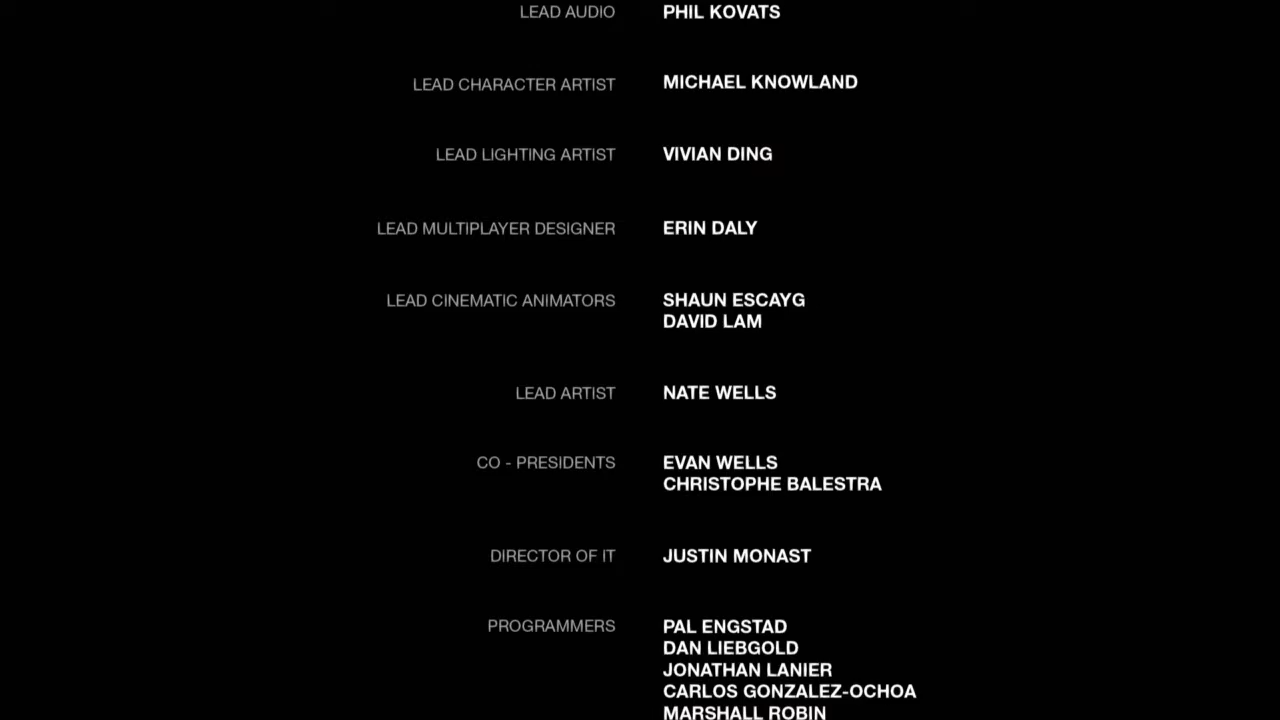 LEAD AUDIO PHIL KOVATS
LEAD CHARACTER ARTIST MICHAEL KNOWLAND
LEAD LIGHTING ARTIST VIVIAN DING
LEAD MULTIPLAYER DESIGNER ERIN DALY
LEAD CINEMATIC ANIMATORS SHAUN ESCAYG
DAVID LAM
LEAD ARTIST NATE WELLS
CO - PRESIDENTS EVAN WELLS
CHRISTOPHE BALESTRA
DIRECTOR OF IT JUSTIN MONAST
PROGRAMMERS PAL ENGSTAD
DAN LIEBGOLD
JONATHAN LANIER
CARLOS GONZALEZ-OCHOA
MARSHALL ROBIN